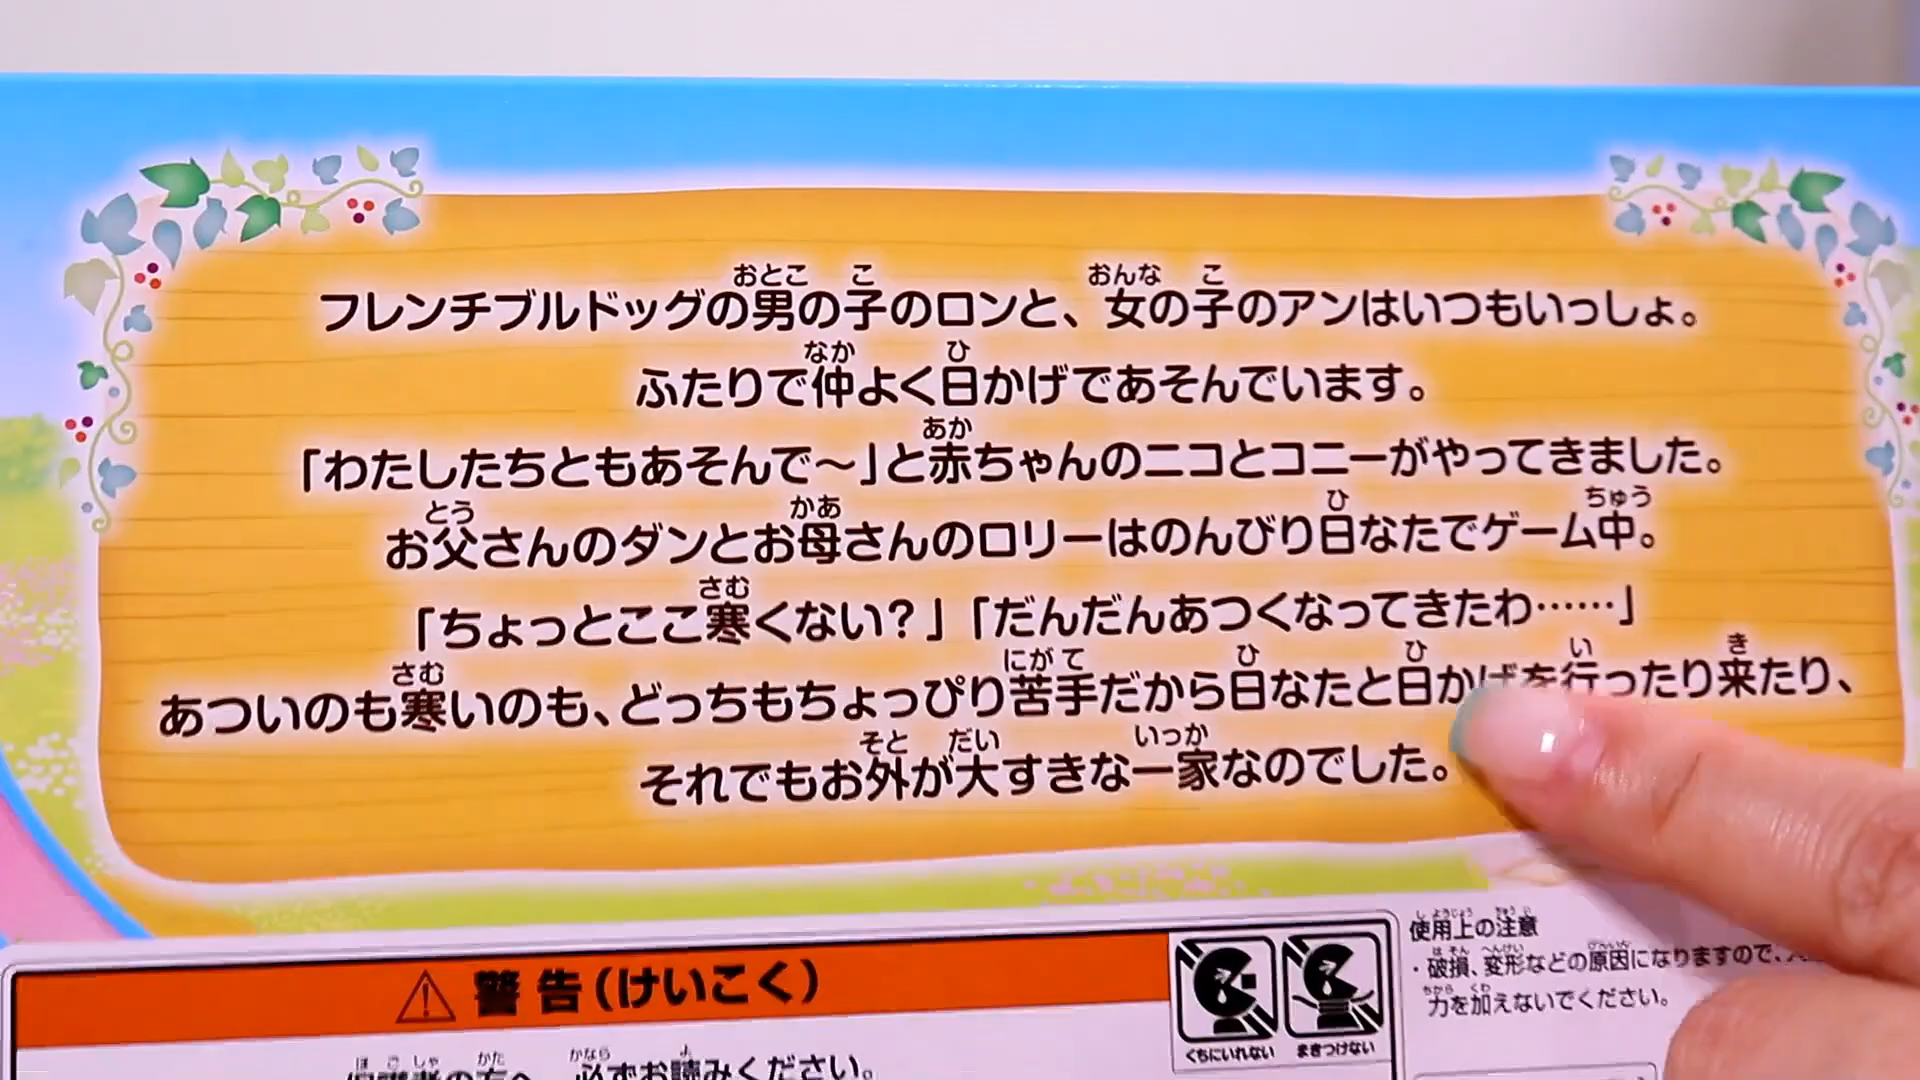 フレンチブルドッグの男の子のロンと、女の子のアンはいつもいっしょ。
ふたりで仲よく日かげであそんでいます。
「わたしたちともあそんで～」と赤ちゃんのニコとコニーがやってきました。
お父さんのダンとお母さんのロリーはのんびり日なたでゲーム中。
「ちょっとここ寒くない?」「だんだんあつくなってきたわ……」
あついのも寒いのも、どっちもちょっぴり苦手だから日なたと日かげを行ったり来たり、
それでもお外が大すきな一家なのでした。
警告(けいこく)
必ずお読みください。
くちにいれない
まきつけない
使用上の注意
・破損、変形などの原因になりますので、
力を加えないでください。